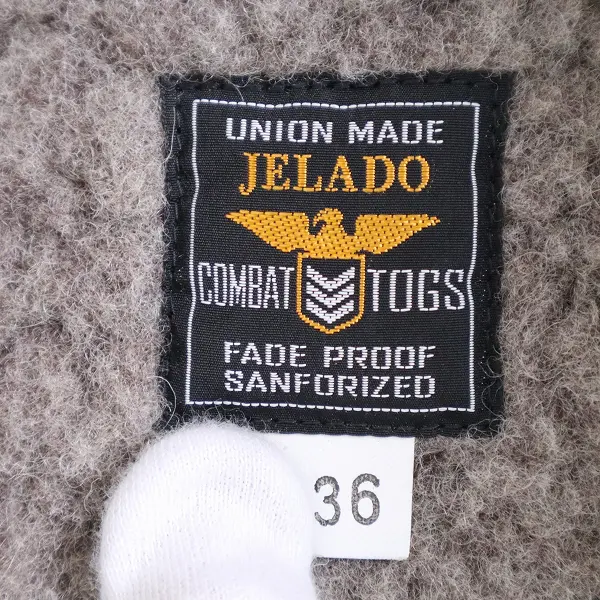 UNION MADE
JELADO
COMBAT TOGS
FADE PROOF
SANFORIZED
36